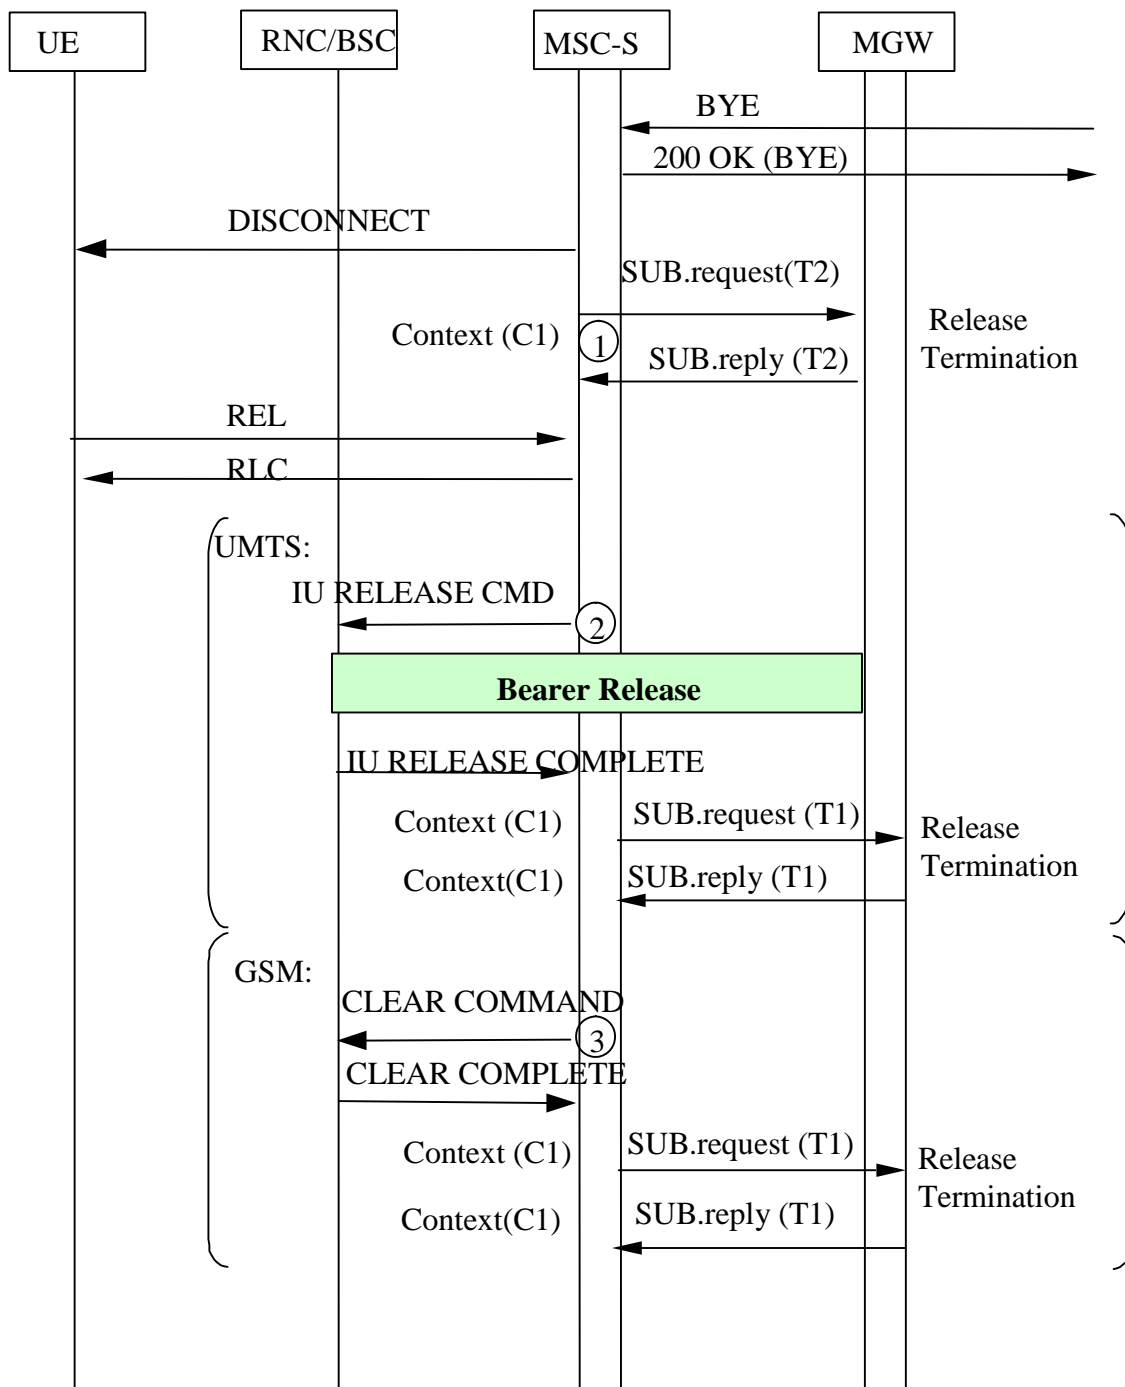 UE
RNC/BSC
MSC-S
MGW
BYE
200 OK (BYE)
DISCONNECT
SUB.request(T2)
Context (C1)
1
Release
Termination
SUB.reply (T2)
REL
RLC
UMTS:
IU RELEASE CMD
2
Bearer Release
IU RELEASE COMPLETE
Context (C1)
SUB.request (T1)
Release
Termination
Context(C1)
SUB.reply (T1)
GSM:
CLEAR COMMAND
3
CLEAR COMPLETE
Context (C1)
SUB.request (T1)
Release
Termination
Context(C1)
SUB.reply (T1)